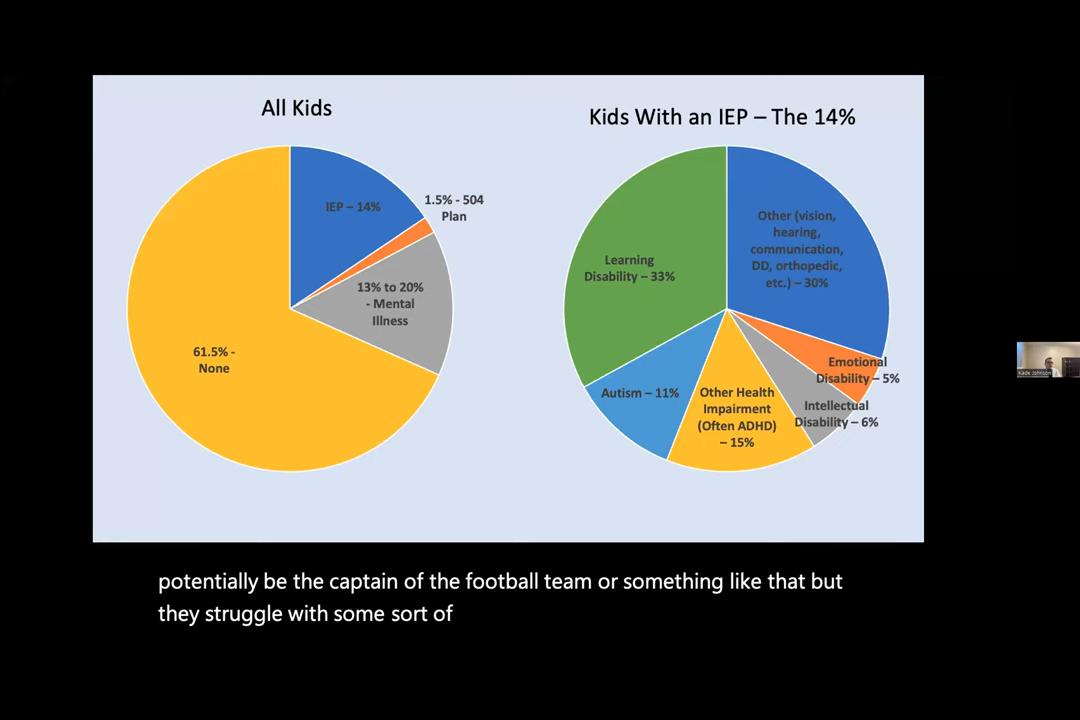 All Kids
IEP – 14%
1.5% - 504
Plan
13% to 20%
- Mental
Illness
61.5% -
None
Kids With an IEP – The 14%
Other (vision,
hearing,
communication,
DD, orthopedic,
etc.) – 30%
Emotional
Disability – 5%
Intellectual
Disability – 6%
Other Health
Impairment
(Often ADHD)
– 15%
Autism – 11%
Learning
Disability – 33%
Kade Johnson
potentially be the captain of the football team or something like that but
they struggle with some sort of